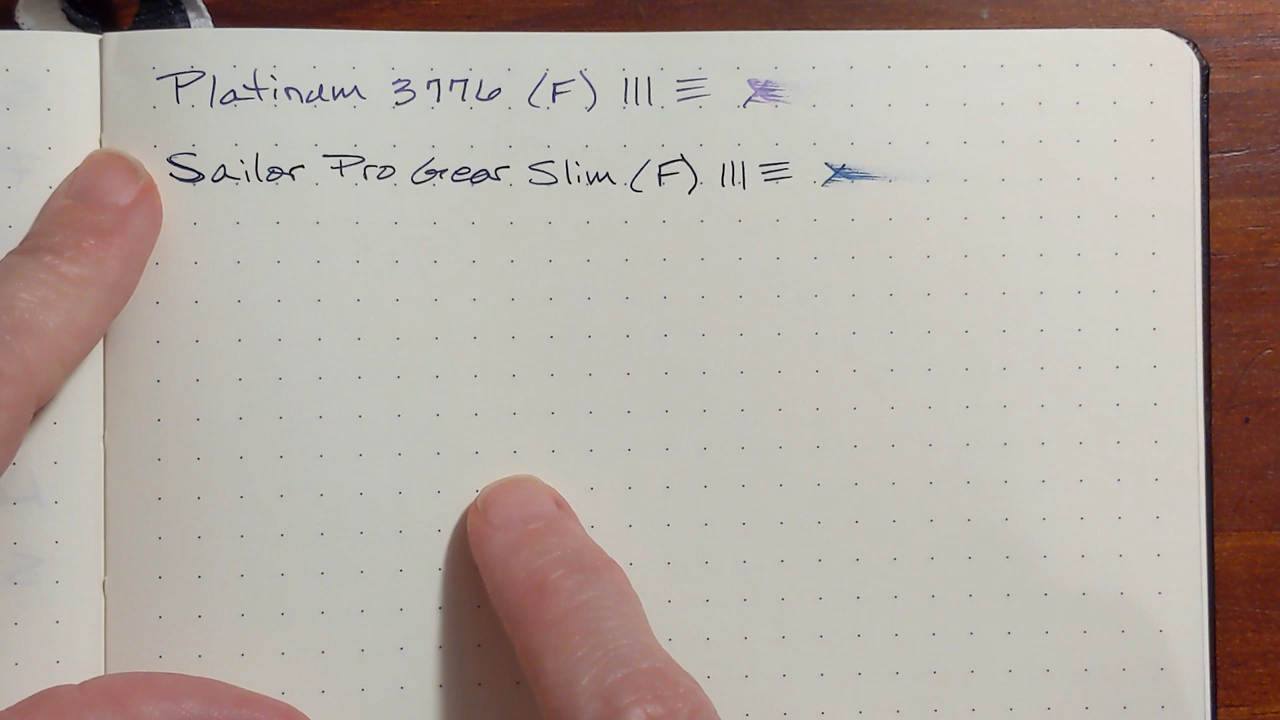 Platinum 3776 (F) ||| ≡
Sailor Pro Gear Slim (F) ||| ≡